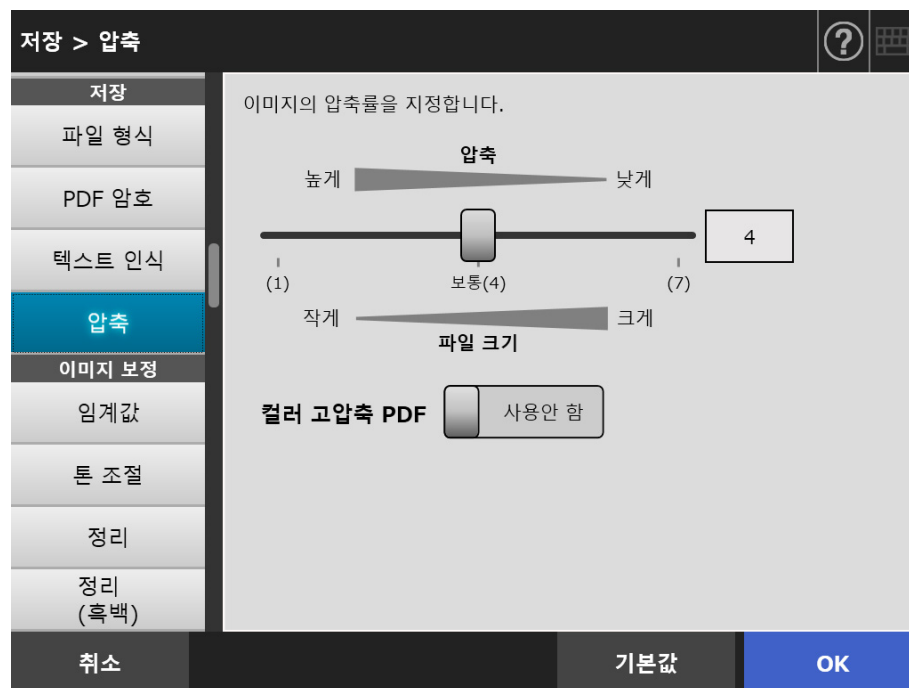 저장 > 압축
?
저장
파일 형식
PDF 암호
텍스트 인식
압축
이미지 보정
임계값
톤 조절
정리
정리
(흑백)
이미지의 압축률을 지정합니다.
압축
높게 낮게
4
(1) 보통(4) (7)
작게 크게
파일 크기
컬러 고압축 PDF 사용안 함
취소 기본값 OK